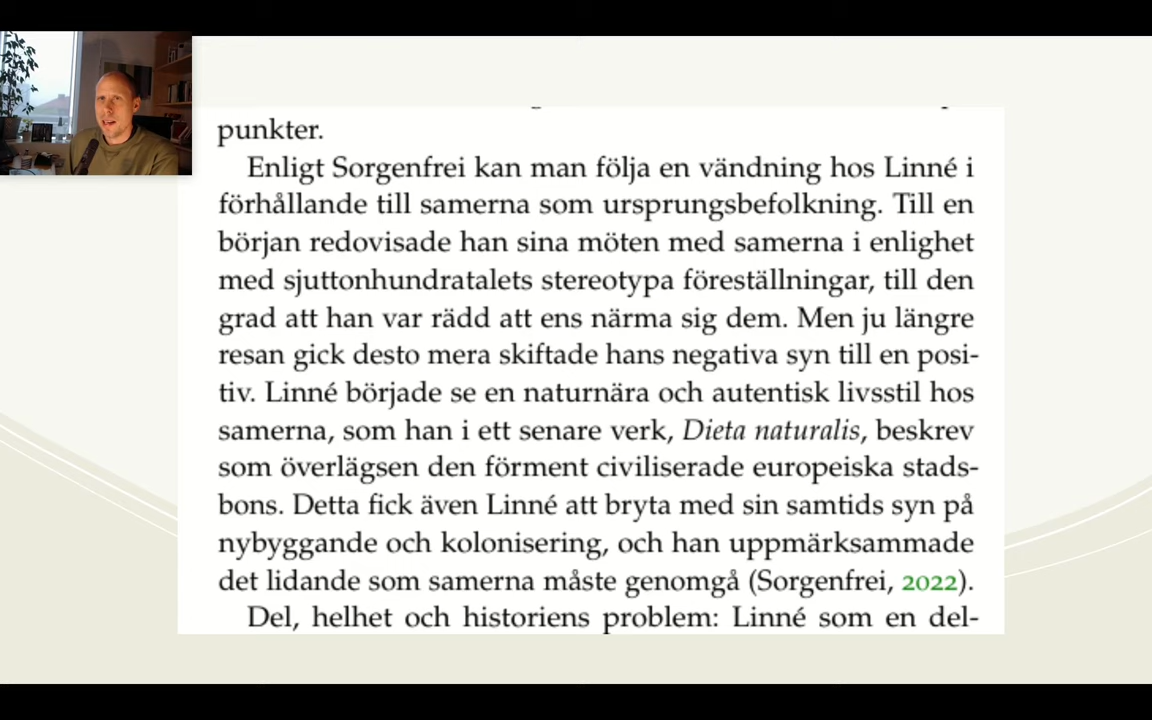 punkter.
Enligt Sorgenfrei kan man följa en vändning hos Linné i
förhållande till samerna som ursprungsbefolkning. Till en
början redovisade han sina möten med samerna i enlighet
med sjuttonhundratalets stereotypa föreställningar, till den
grad att han var rädd att ens närma sig dem. Men ju längre
resan gick desto mera skiftade hans negativa syn till en posi-
tiv. Linné började se en naturnära och autentisk livsstil hos
samerna, som han i ett senare verk, Dieta naturalis, beskrev
som överlägsen den förment civiliserade europeiska stads-
bons. Detta fick även Linné att bryta med sin samtids syn på
nybyggande och kolonisering, och han uppmärksammade
det lidande som samerna måste genomgå (Sorgenfrei, 2022).
Del, helhet och historiens problem: Linné som en del-